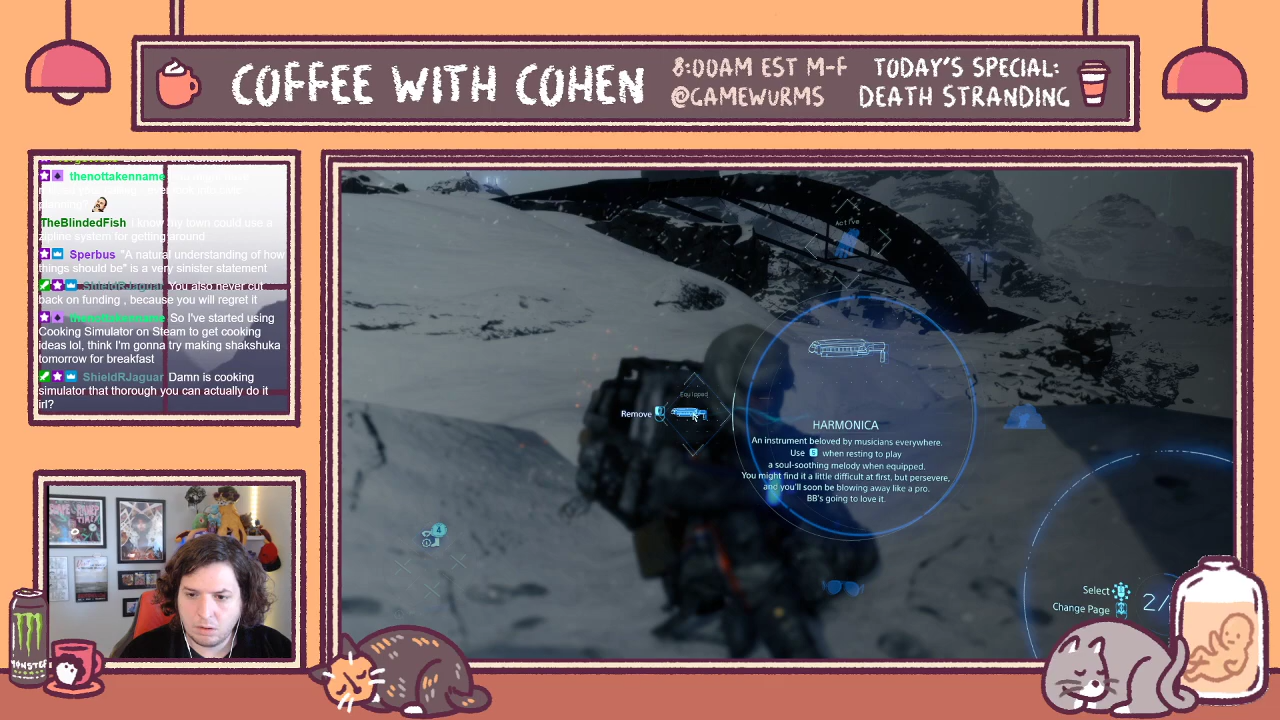 COFFEE WITH COHEN
8:00AM EST M-F
@GAMEWURMS
TODAY'S SPECIAL:
DEATH STRANDING
thenottakenname
planning?
TheBlindedFish I know my town could use a
zipline system for getting around
Sperbus "A natural understanding of how
things should be" is a very sinister statement
ShieldRJaguar You also never cut
back on funding , because you will regret it
thenottakenname So I've started using
Cooking Simulator on Steam to get cooking
ideas lol, think I'm gonna try making shakshuka
tomorrow for breakfast
ShieldRJaguar Damn is cooking
simulator that thorough you can actually do it
irl?
Active
Equipped
Remove
HARMONICA
An instrument beloved by musicians everywhere.
Use S when resting to play
a soul-soothing melody when equipped.
You might find it a little difficult at first, but persevere,
and you'll soon be blowing away like a pro.
BB's going to love it.
4
Select
Change Page
2/
MONSTER